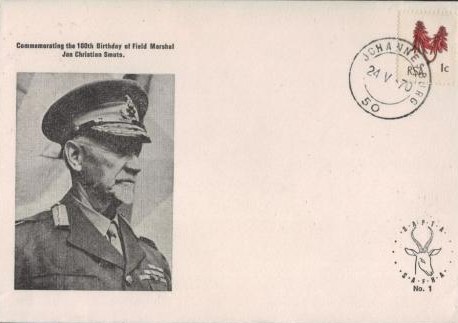 Commemorating the 100th Birthday of Field Marshal
Jan Christian Smuts.
JOHANNESBURG
24 V 70
50
RSA
1c
No. 1